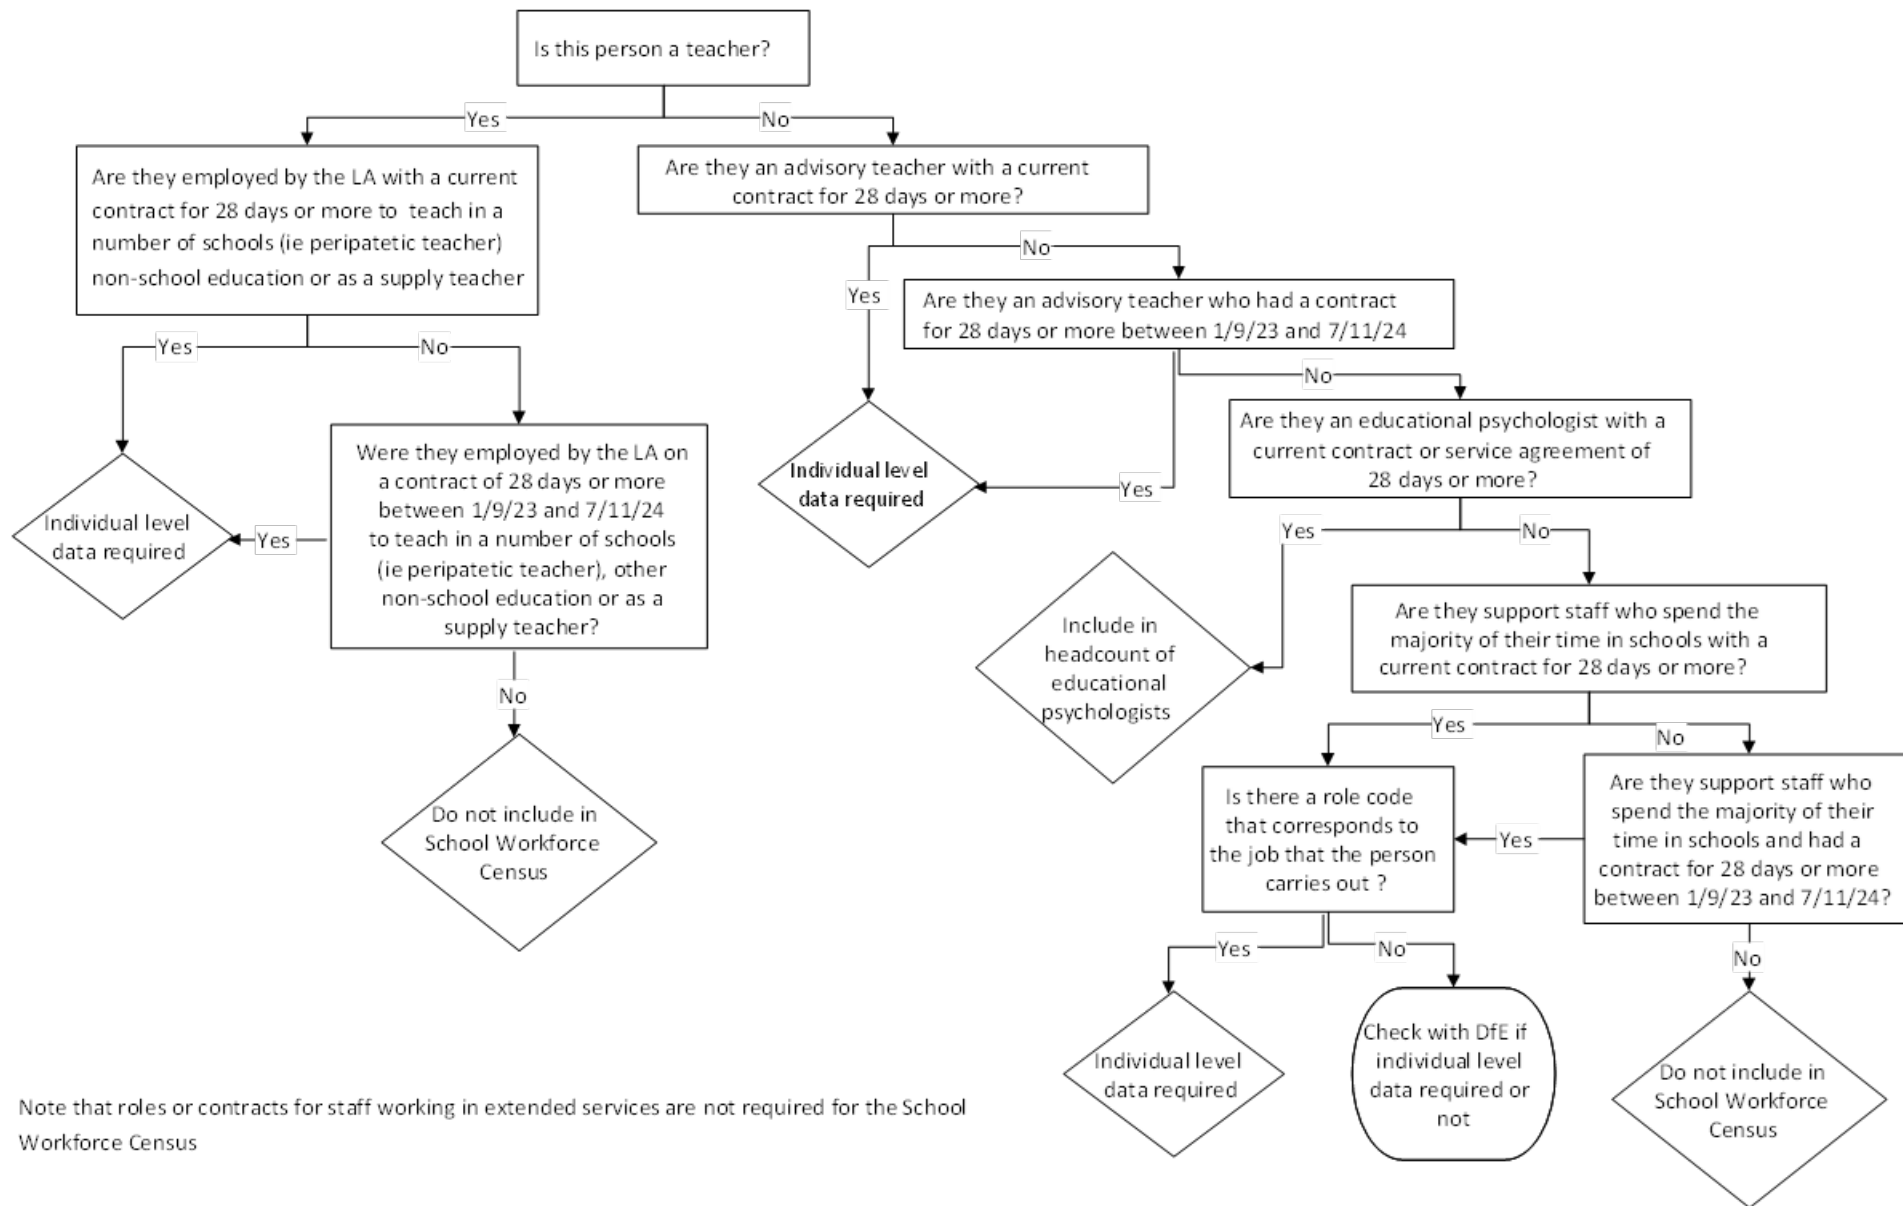 Is this person a teacher?
Yes
No
Are they employed by the LA with a current
contract for 28 days or more to teach in a
number of schools (ie peripatetic teacher)
non-school education or as a supply teacher
Are they an advisory teacher with a current
contract for 28 days or more?
No
Yes
Are they an advisory teacher who had a contract
for 28 days or more between 1/9/23 and 7/11/24
Yes
No
No
Are they an educational psychologist with a
current contract or service agreement of
28 days or more?
Were they employed by the LA on
a contract of 28 days or more
between 1/9/23 and 7/11/24
to teach in a number of schools
(ie peripatetic teacher), other
non-school education or as a
supply teacher?
Individual level
data required
Yes
Individual level
data required
Yes
Yes
No
Include in
headcount of
educational
psychologists
Are they support staff who spend the
majority of their time in schools with a
current contract for 28 days or more?
No
Yes
No
Do not include in
School Workforce
Census
Is there a role code
that corresponds to
the job that the person
carries out ?
Yes
Are they support staff who
spend the majority of their
time in schools and had a
contract for 28 days or more
between 1/9/23 and 7/11/24?
Yes
No
No
Individual level
data required
Check with DfE if
individual level
data required or
not
Do not include in
School Workforce
Census
Note that roles or contracts for staff working in extended services are not required for the School
Workforce Census